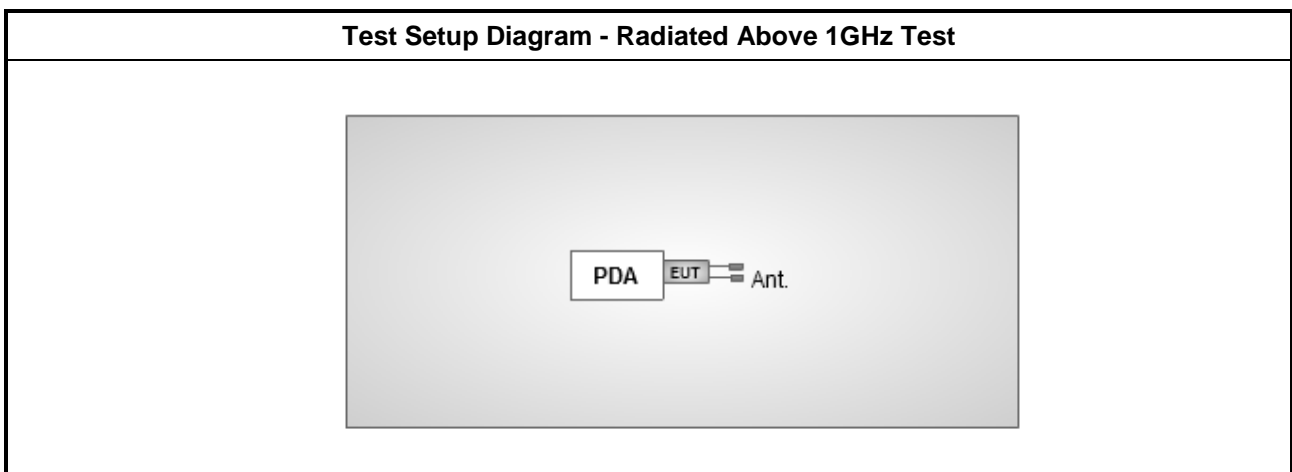 Test Setup Diagram - Radiated Above 1GHz Test
PDA
EUT
Ant.